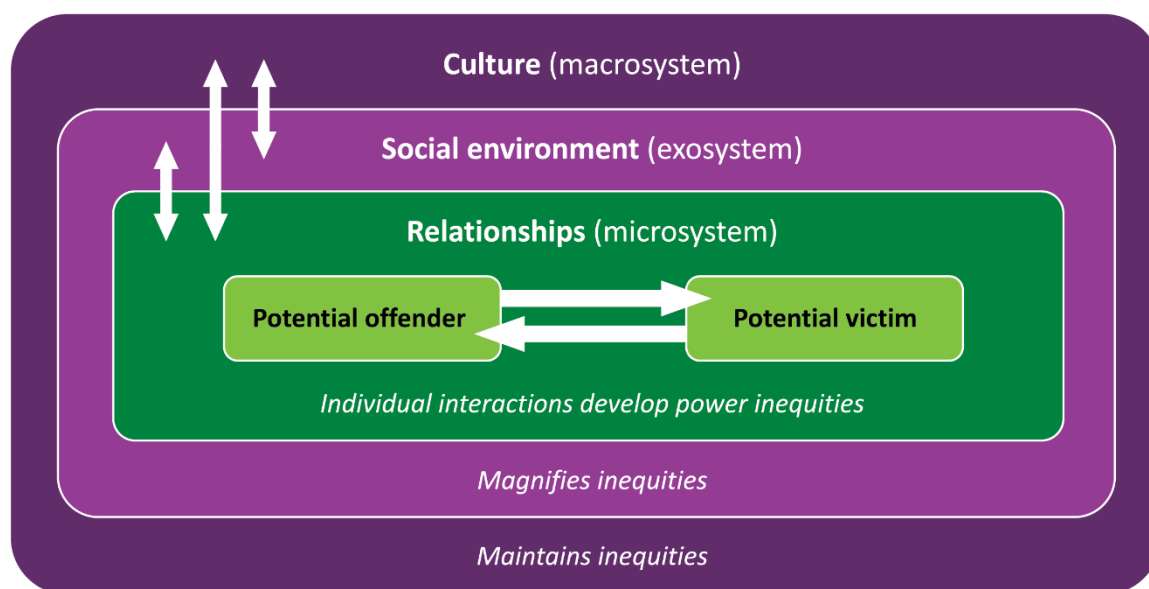 Culture (macrosystem)
Social environment (exosystem)
Relationships (microsystem)
Potential offender
Potential victim
Individual interactions develop power inequities
Magnifies inequities
Maintains inequities